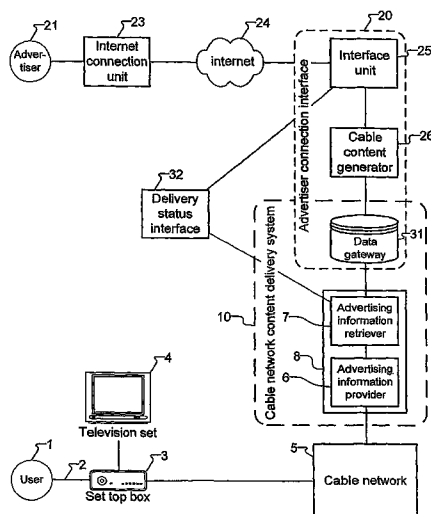 21
23
24
20
Adver-
tiser
Internet
connection
unit
internet
Interface
unit
25
Advertiser connection interface
Cable
content
generator
26
32
Delivery
status
interface
Data
gateway
31
Cable network content delivery system
10
Advertising
information
retriever
7
8
Advertising
information
provider
6
4
Television set
1
2
3
User
Set top box
5
Cable network